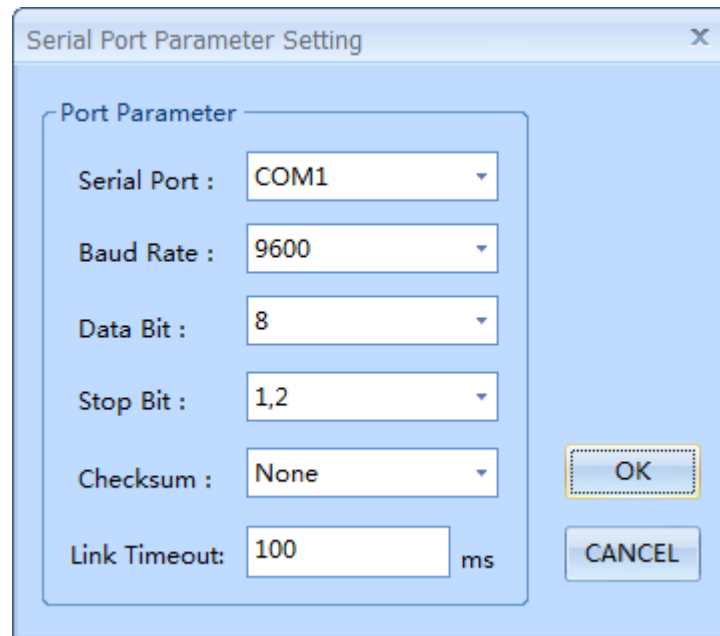 Serial Port Parameter Setting x
Port Parameter
Serial Port : COM1
Baud Rate : 9600
Data Bit : 8
Stop Bit : 1,2
Checksum : None
OK
Link Timeout: 100 ms
CANCEL